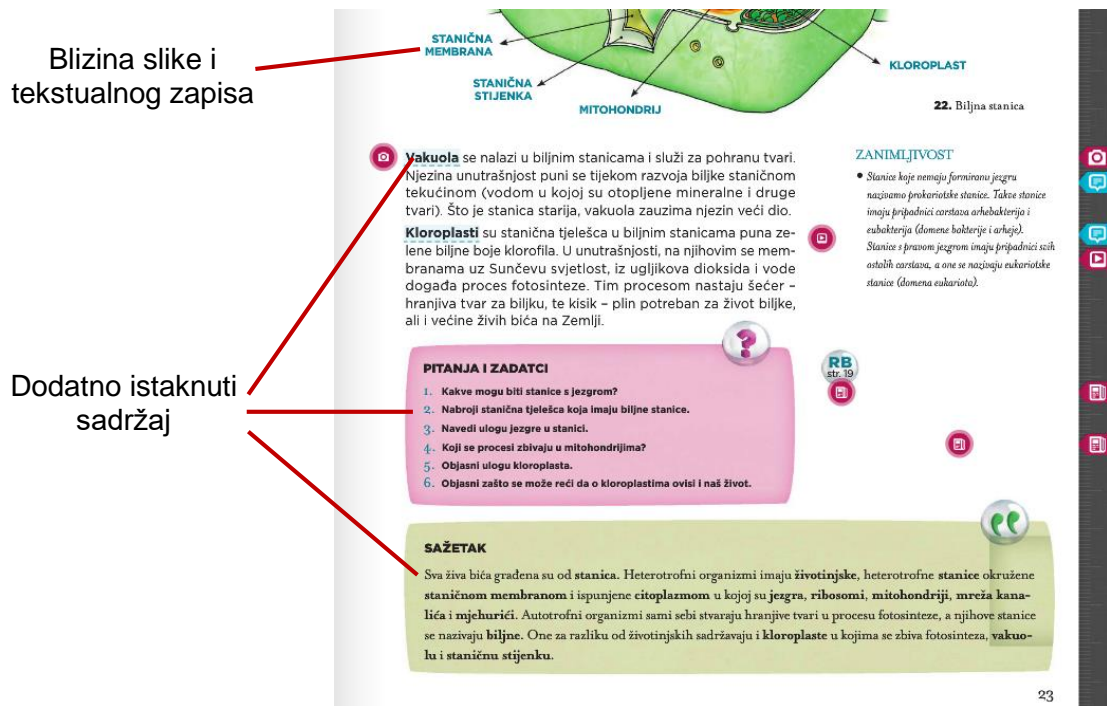 Blizina slike i
tekstualnog zapisa
STANIČNA
MEMBRANA
STANIČNA
STIJENKA
MITOHONDRIJ
KLOROPLAST
22. Biljna stanica
Vakuola se nalazi u biljnim stanicama i služi za pohranu tvari.
Njezina unutrašnjost puni se tijekom razvoja biljke staničnom
tekućinom (vodom u kojoj su otopljene mineralne i druge
tvari). Što je stanica starija, vakuola zauzima njezin veći dio.
Kloroplasti su stanična tjelešca u biljnim stanicama puna ze-
lene biljne boje klorofila. U unutrašnjosti, na njihovim se mem-
branama uz Sunčevu svjetlost, iz ugljikova dioksida i vode
događa proces fotosinteze. Tim procesom nastaju šećer –
hranjiva tvar za biljku, te kisik – plin potreban za život biljke,
ali i većine živih bića na Zemlji.
ZANIMLJIVOST
• Stanice koje nemaju formiranu jezgru
nazivamo prokariotske stanice. Takve stanice
imaju pripadnici carstava arhebakterija i
eubakterija (domene bakterije i arheje).
Stanice s pravom jezgrom imaju pripadnici svih
ostalih carstava, a one se nazivaju eukariotske
stanice (domena eukariota).
Dodatno istaknuti
sadržaj
PITANJA I ZADATCI
1. Kakve mogu biti stanice s jezgrom?
2. Nabroji stanična tjelešca koja imaju biljne stanice.
3. Navedi ulogu jezgre u stanici.
4. Koji se procesi zbivaju u mitohondrijima?
5. Objasni ulogu kloroplasta.
6. Objasni zašto se može reći da o kloroplastima ovisi i naš život.
?
RB
str. 19
SAŽETAK
Sva živa bića građena su od stanica. Heterotrofni organizmi imaju životinjske, heterotrofne stanice okružene
staničnom membranom i ispunjene citoplazmom u kojoj su jezgra, ribosomi, mitohondriji, mreža kana-
lića i mjehurići. Autotrofni organizmi sami sebi stvaraju hranjive tvari u procesu fotosinteze, a njihove stanice
se nazivaju biljne. One za razliku od životinjskih sadržavaju i kloroplaste u kojima se zbiva fotosinteza, vakuo-
lu i staničnu stijenku.
23